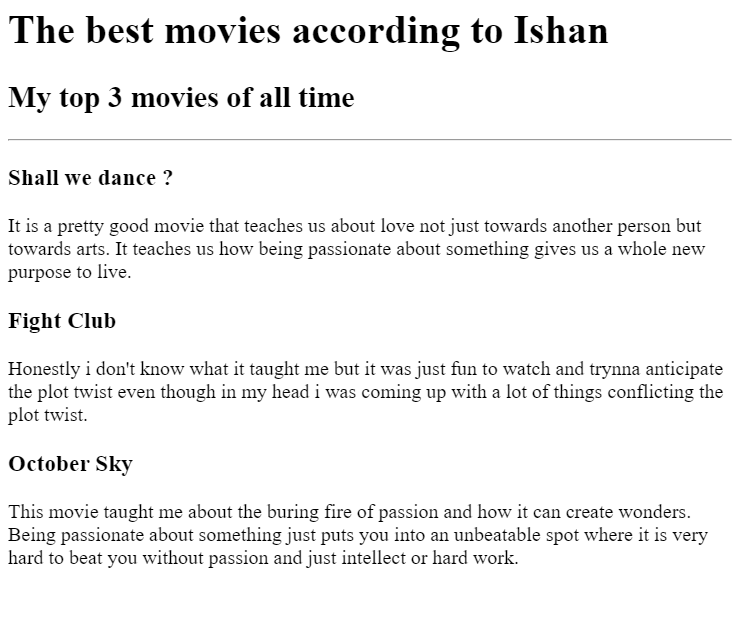 The best movies according to Ishan
My top 3 movies of all time
Shall we dance ?
It is a pretty good movie that teaches us about love not just towards another person but
towards arts. It teaches us how being passionate about something gives us a whole new
purpose to live.
Fight Club
Honestly i don't know what it taught me but it was just fun to watch and trynna anticipate
the plot twist even though in my head i was coming up with a lot of things conflicting the
plot twist.
October Sky
This movie taught me about the buring fire of passion and how it can create wonders.
Being passionate about something just puts you into an unbeatable spot where it is very
hard to beat you without passion and just intellect or hard work.